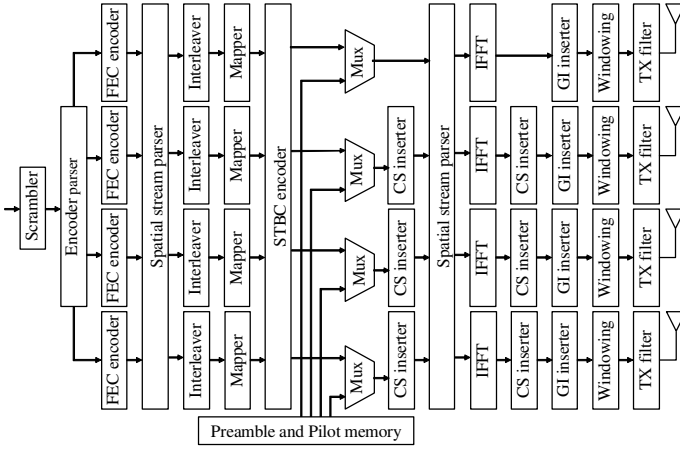 Scrambler
Encoder parser
FEC encoder
FEC encoder
FEC encoder
FEC encoder
Spatial stream parser
Interleaver
Interleaver
Interleaver
Interleaver
Mapper
Mapper
Mapper
Mapper
STBC encoder
Mux
Mux
Mux
Mux
CS inserter
CS inserter
CS inserter
Spatial stream parser
IFFT
IFFT
IFFT
IFFT
CS inserter
CS inserter
CS inserter
GI inserter
GI inserter
GI inserter
GI inserter
Windowing
Windowing
Windowing
Windowing
TX filter
TX filter
TX filter
TX filter
Preamble and Pilot memory